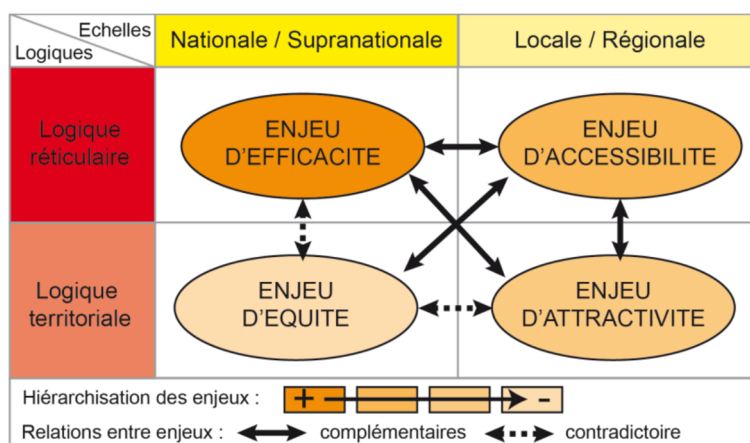 Echelles
Logiques
Nationale / Supranationale
Locale / Régionale
Logique
réticulaire
ENJEU
D'EFFICACITE
ENJEU
D'ACCESSIBILITE
Logique
territoriale
ENJEU
D'EQUITE
ENJEU
D'ATTRACTIVITE
Hiérarchisation des enjeux : + -
Relations entre enjeux : complémentaires contradictoire